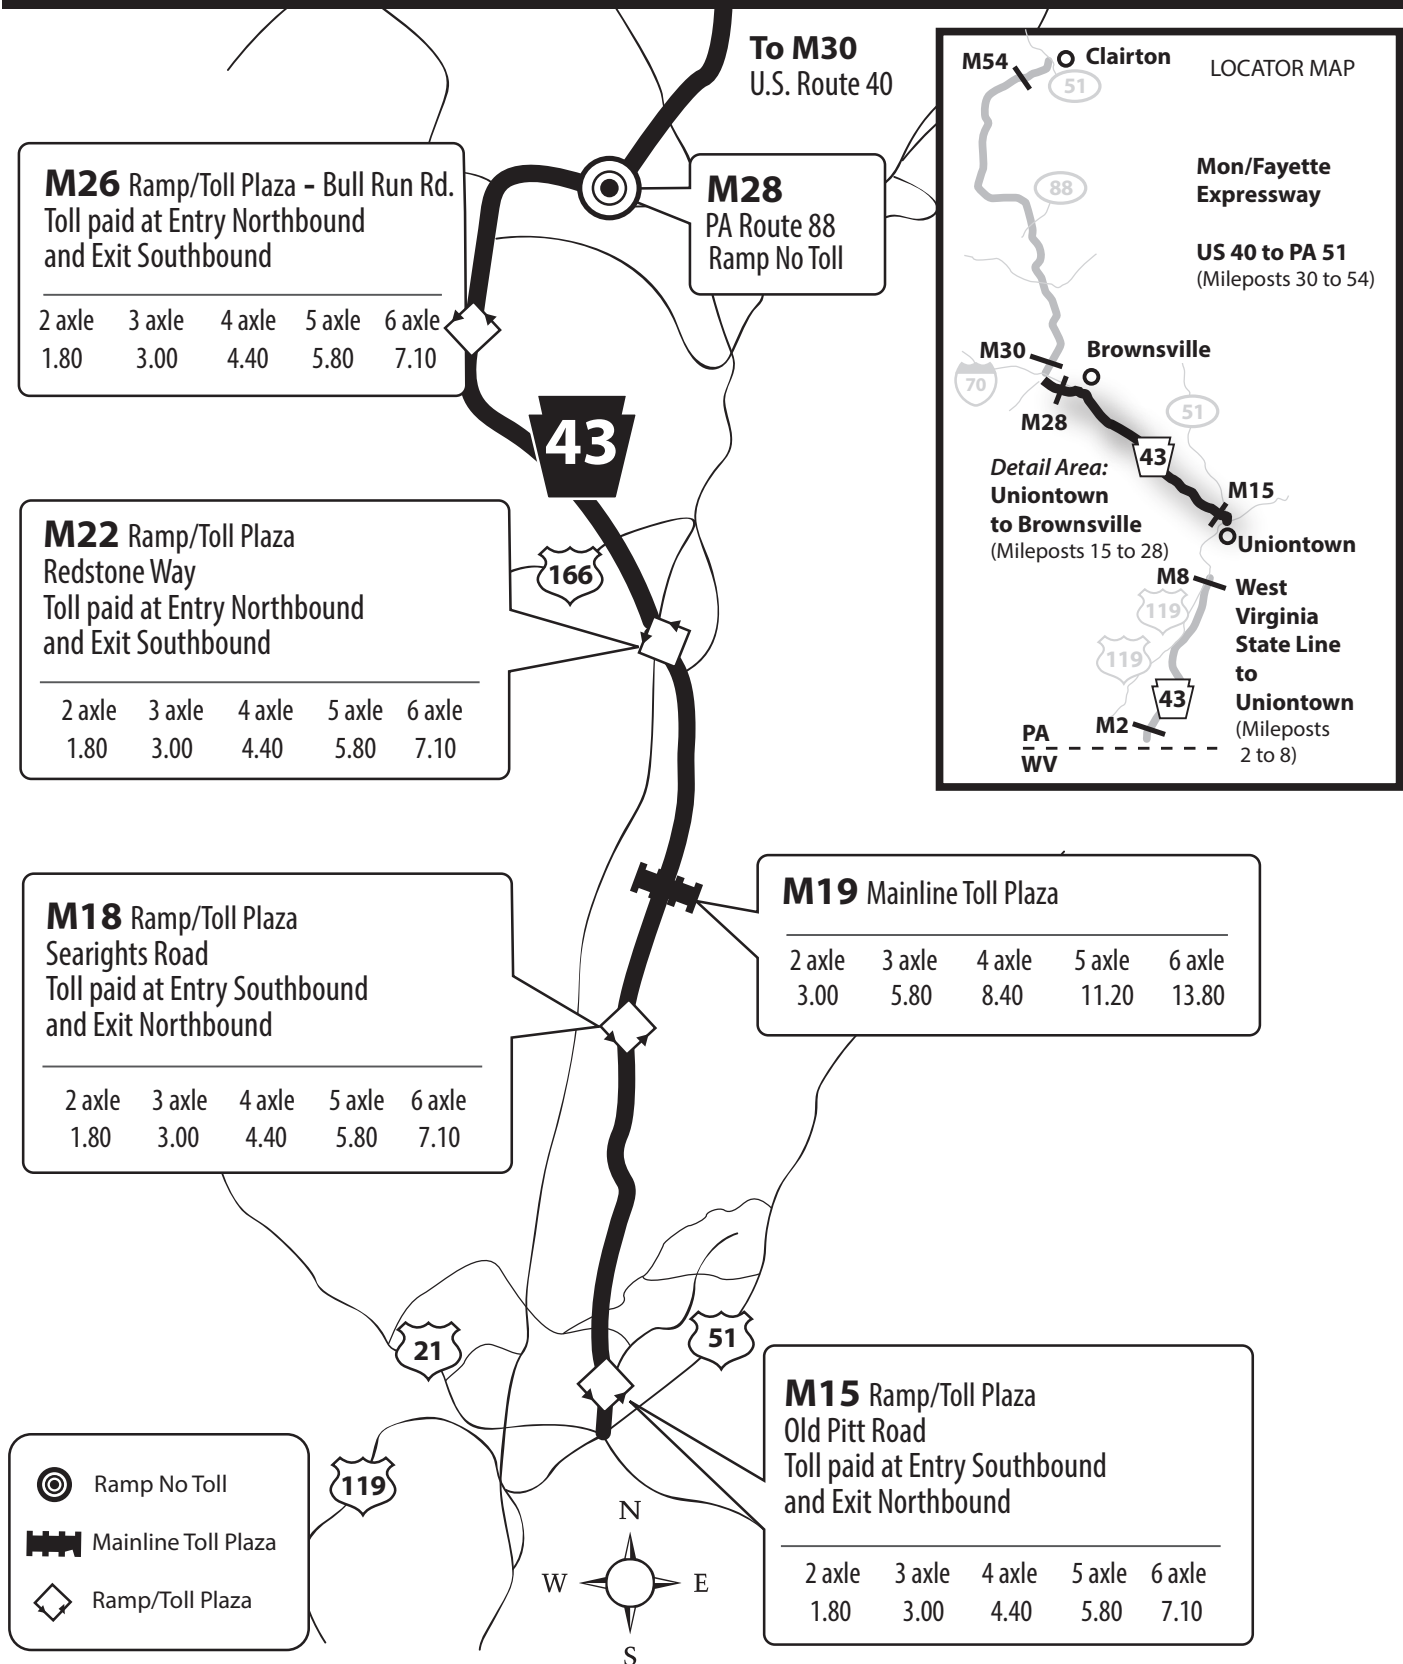 To M30
U.S. Route 40
M26 Ramp/Toll Plaza - Bull Run Rd.
Toll paid at Entry Northbound
and Exit Southbound
2 axle 3 axle 4 axle 5 axle 6 axle
1.80 3.00 4.40 5.80 7.10
M28
PA Route 88
Ramp No Toll
43
M22 Ramp/Toll Plaza
Redstone Way
Toll paid at Entry Northbound
and Exit Southbound
2 axle 3 axle 4 axle 5 axle 6 axle
1.80 3.00 4.40 5.80 7.10
166
M18 Ramp/Toll Plaza
Searights Road
Toll paid at Entry Southbound
and Exit Northbound
2 axle 3 axle 4 axle 5 axle 6 axle
1.80 3.00 4.40 5.80 7.10
M19 Mainline Toll Plaza
2 axle 3 axle 4 axle 5 axle 6 axle
3.00 5.80 8.40 11.20 13.80
21
51
119
M15 Ramp/Toll Plaza
Old Pitt Road
Toll paid at Entry Southbound
and Exit Northbound
2 axle 3 axle 4 axle 5 axle 6 axle
1.80 3.00 4.40 5.80 7.10
Ramp No Toll
Mainline Toll Plaza
Ramp/Toll Plaza
N
W E
S
LOCATOR MAP
M54
Clairton
51
Mon/Fayette
Expressway
US 40 to PA 51
(Mileposts 30 to 54)
88
M30
Brownsville
70
M28
51
43
Detail Area:
Uniontown
to Brownsville
(Mileposts 15 to 28)
M15
Uniontown
M8
119
119
West
Virginia
State Line
to
Uniontown
(Mileposts
2 to 8)
43
M2
PA
WV